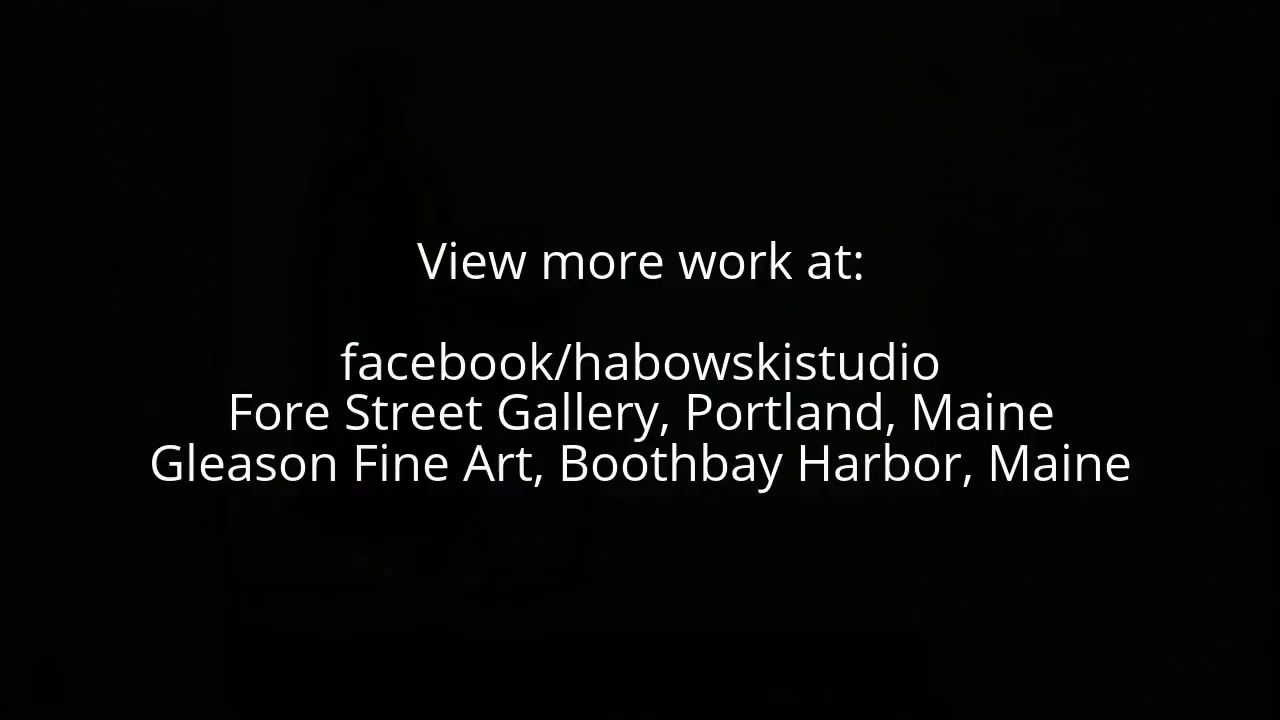 View more work at:
facebook/habowskistudio
Fore Street Gallery, Portland, Maine
Gleason Fine Art, Boothbay Harbor, Maine